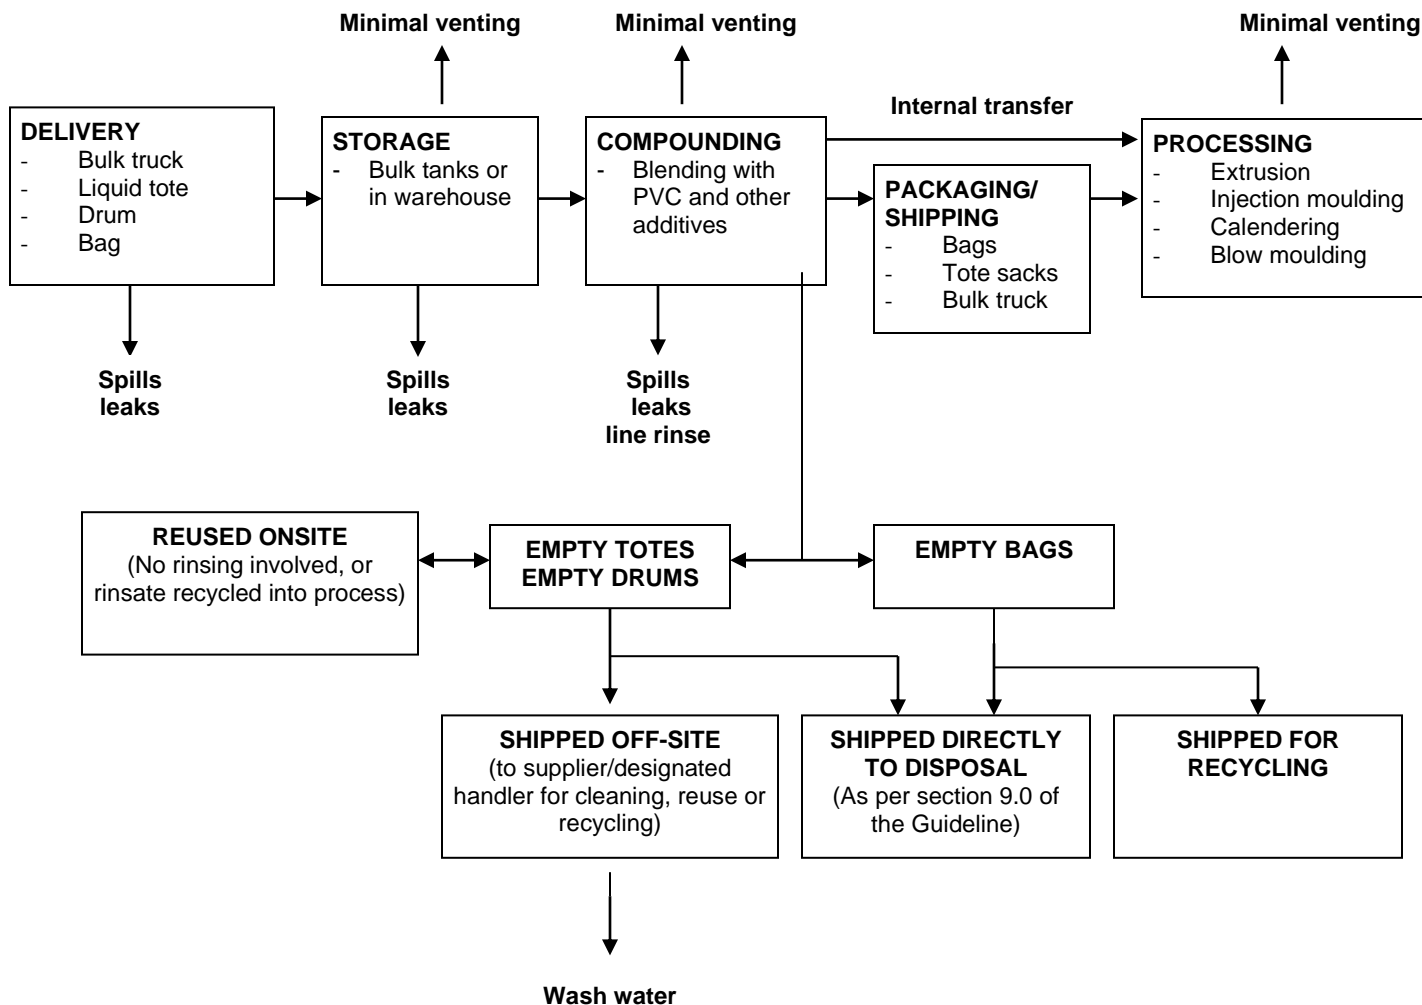 Minimal venting
Minimal venting
Minimal venting
Internal transfer
DELIVERY
- Bulk truck
- Liquid tote
- Drum
- Bag
STORAGE
- Bulk tanks or
in warehouse
COMPOUNDING
- Blending with
PVC and other
additives
PACKAGING/
SHIPPING
- Bags
- Tote sacks
- Bulk truck
PROCESSING
- Extrusion
- Injection moulding
- Calendering
- Blow moulding
Spills
leaks
Spills
leaks
Spills
leaks
line rinse
REUSED ONSITE
(No rinsing involved, or
rinsate recycled into process)
EMPTY TOTES
EMPTY DRUMS
EMPTY BAGS
SHIPPED OFF-SITE
(to supplier/designated
handler for cleaning, reuse or
recycling)
SHIPPED DIRECTLY
TO DISPOSAL
(As per section 9.0 of
the Guideline)
SHIPPED FOR
RECYCLING
Wash water